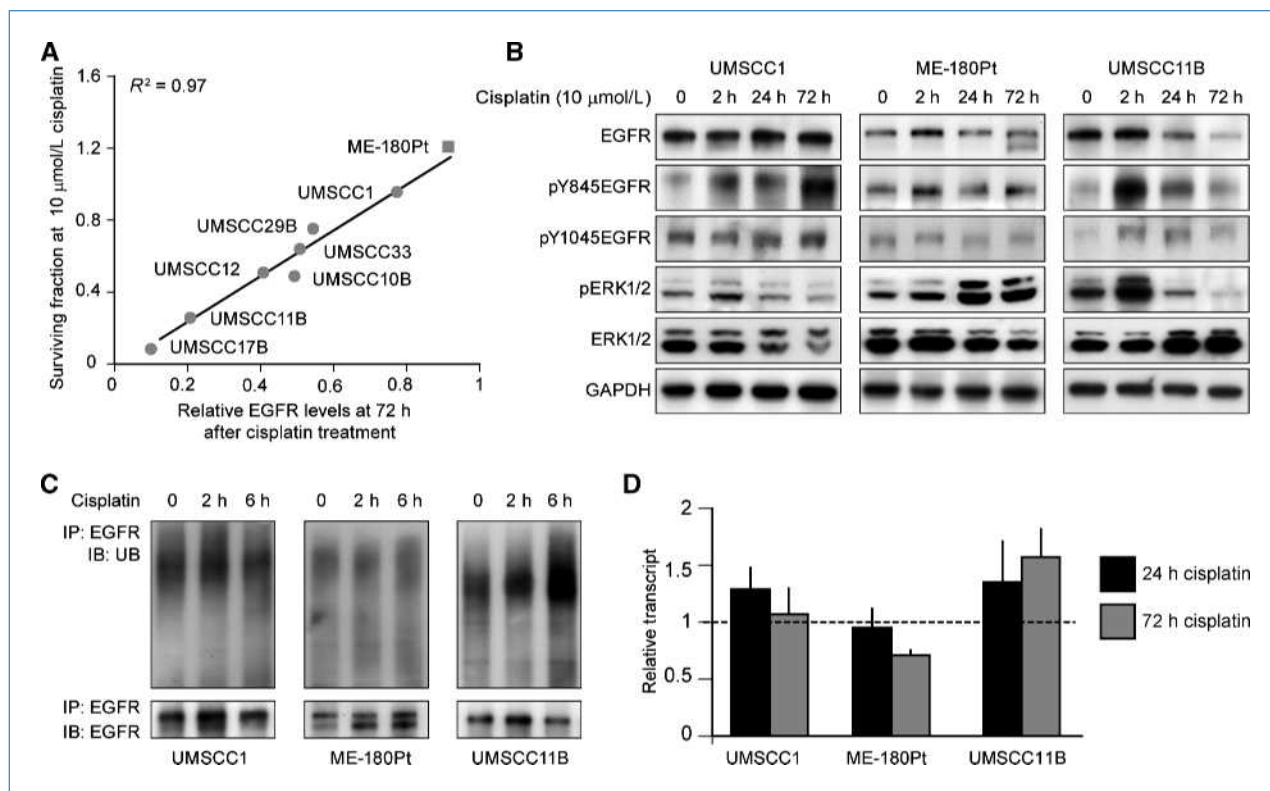 A
R² = 0.97
1.6
1.2
0.8
0.4
0
0
0.2
0.4
0.6
0.8
1
Surviving fraction at 10 μmol/L cisplatin
Relative EGFR levels at 72 h
after cisplatin treatment
ME-180Pt
UMSCC1
UMSCC29B
UMSCC33
UMSCC12
UMSCC10B
UMSCC11B
UMSCC17B
B
UMSCC1
ME-180Pt
UMSCC11B
Cisplatin (10 μmol/L)
0 2 h 24 h 72 h
0 2 h 24 h 72 h
0 2 h 24 h 72 h
EGFR
pY845EGFR
pY1045EGFR
pERK1/2
ERK1/2
GAPDH
C
Cisplatin
0 2 h 6 h
0 2 h 6 h
0 2 h 6 h
IP: EGFR
IB: UB
IP: EGFR
IB: EGFR
UMSCC1
ME-180Pt
UMSCC11B
D
2
1.5
1
0.5
0
Relative transcript
UMSCC1
ME-180Pt
UMSCC11B
24 h cisplatin
72 h cisplatin